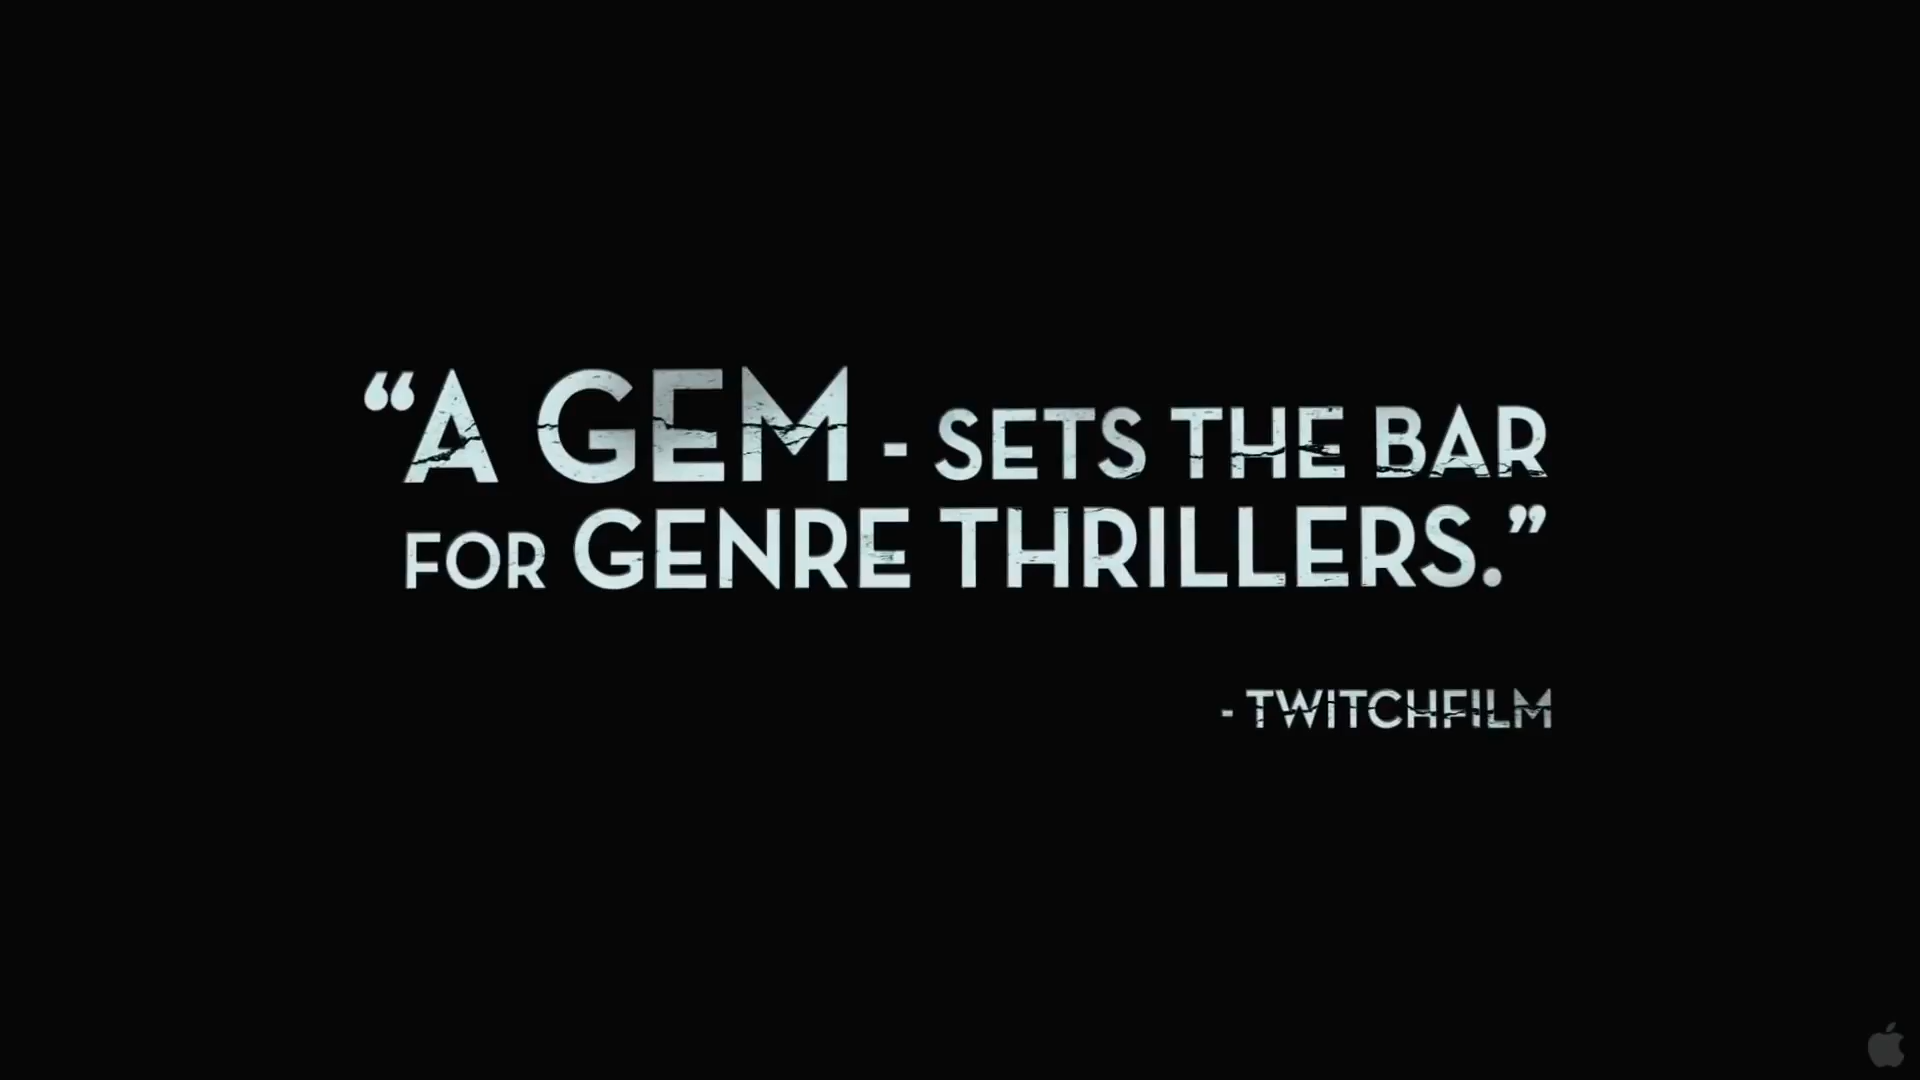 “A GEM - SETS THE BAR
FOR GENRE THRILLERS.”
- TWITCHFILM